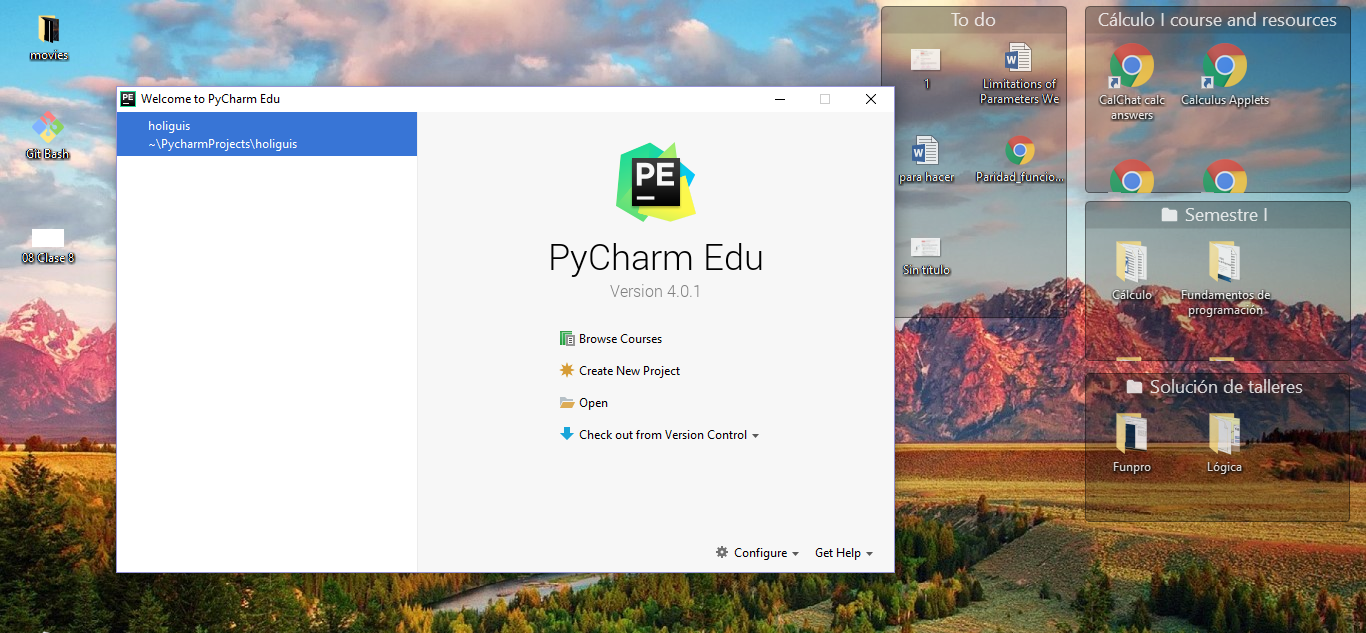 movies
Git Bash
08 Clase 8
PE Welcome to PyCharm Edu
holiguis
~\PycharmProjects\holiguis
PE
PyCharm Edu
Version 4.0.1
Browse Courses
Create New Project
Open
Check out from Version Control
Configure
Get Help
To do
1
Limitations of
Parameters We
para hacer
Paridad_funcio...
Sin título
Cálculo I course and resources
CalChat calc
answers
Calculus Applets
Semestre I
Cálculo
Fundamentos de
programación
Solución de talleres
Funpro
Lógica